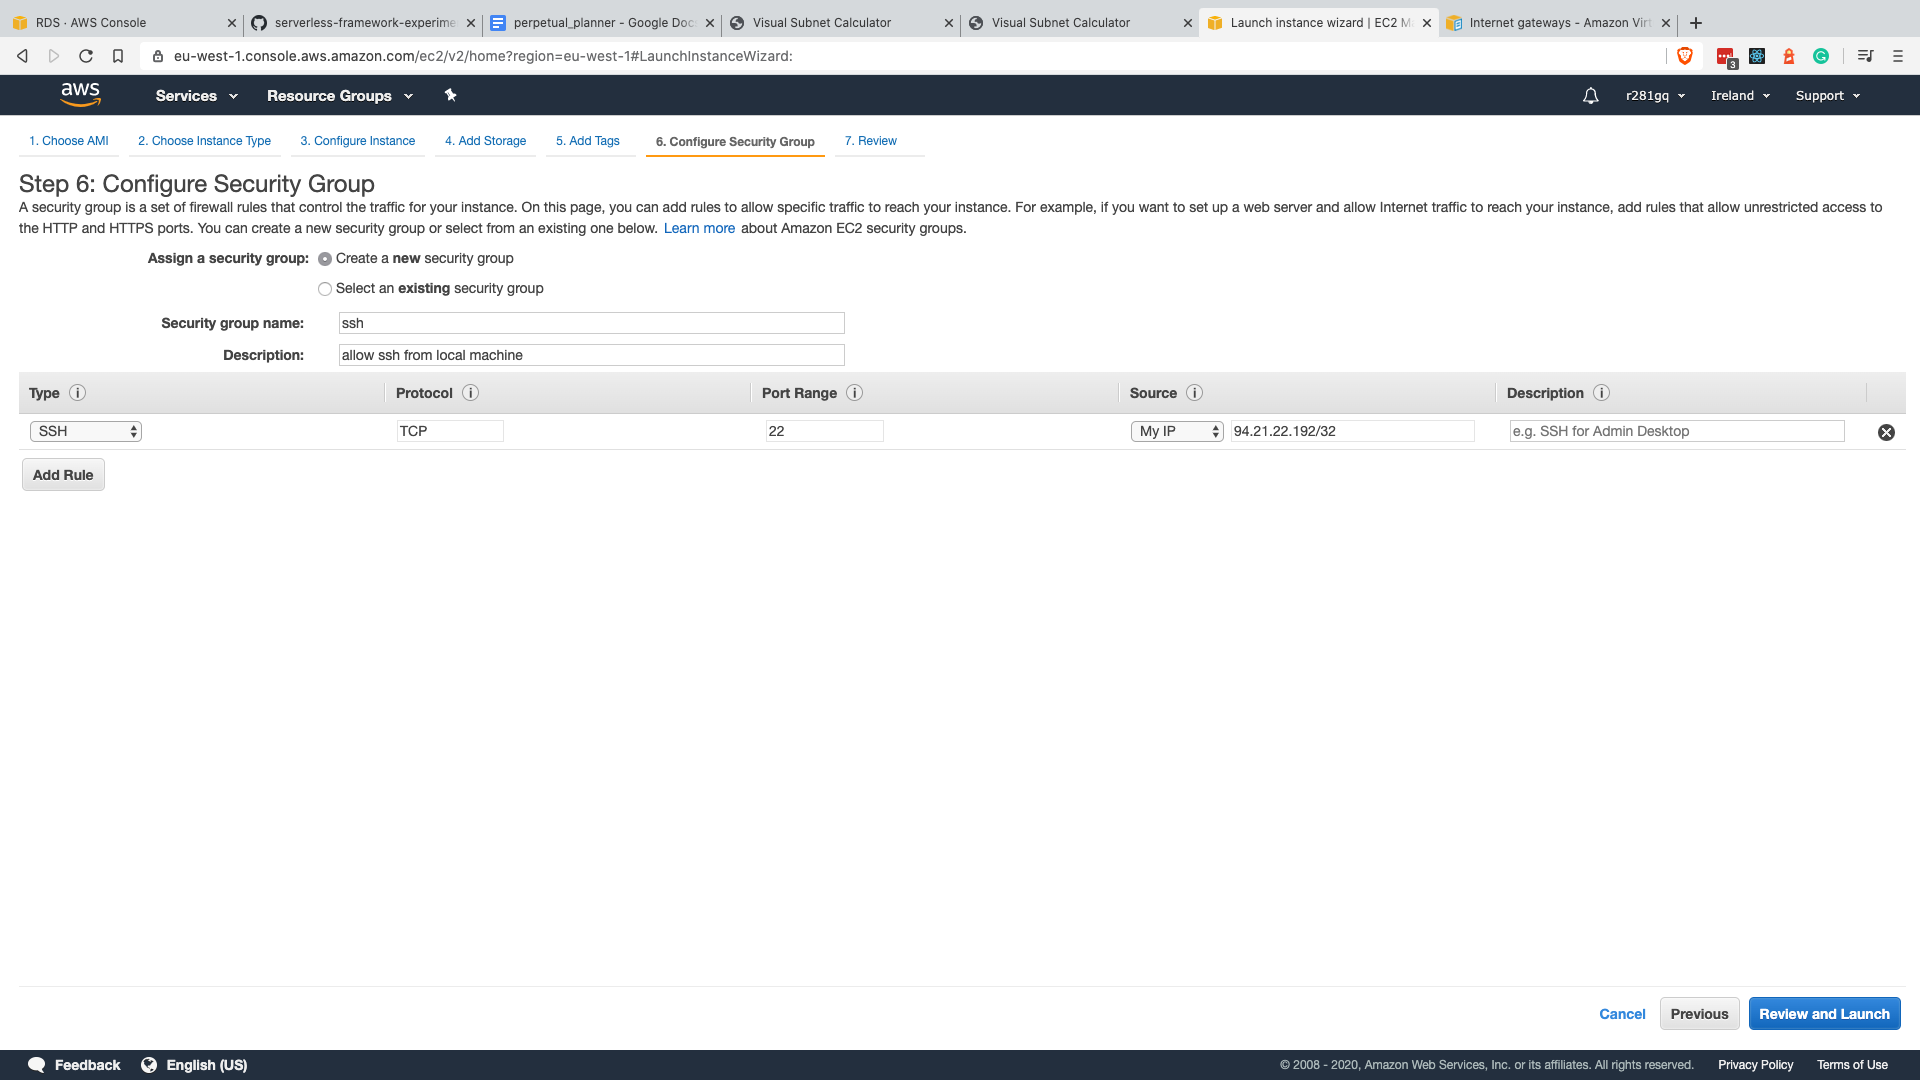 RDS · AWS Console
serverless-framework-experime
perpetual_planner - Google Doc
Visual Subnet Calculator
Visual Subnet Calculator
Launch instance wizard | EC2 M
Internet gateways - Amazon Virt
eu-west-1.console.aws.amazon.com/ec2/v2/home?region=eu-west-1#LaunchInstanceWizard:
3
aws
Services
Resource Groups
r281gq
Ireland
Support
1. Choose AMI
2. Choose Instance Type
3. Configure Instance
4. Add Storage
5. Add Tags
6. Configure Security Group
7. Review
Step 6: Configure Security Group
A security group is a set of firewall rules that control the traffic for your instance. On this page, you can add rules to allow specific traffic to reach your instance. For example, if you want to set up a web server and allow Internet traffic to reach your instance, add rules that allow unrestricted access to
the HTTP and HTTPS ports. You can create a new security group or select from an existing one below. Learn more about Amazon EC2 security groups.
Assign a security group: Create a new security group
Select an existing security group
Security group name: ssh
Description: allow ssh from local machine
Type i Protocol i Port Range i Source i Description i
SSH TCP 22 My IP 94.21.22.192/32 e.g. SSH for Admin Desktop
Add Rule
Cancel Previous Review and Launch
Feedback English (US) © 2008 - 2020, Amazon Web Services, Inc. or its affiliates. All rights reserved. Privacy Policy Terms of Use